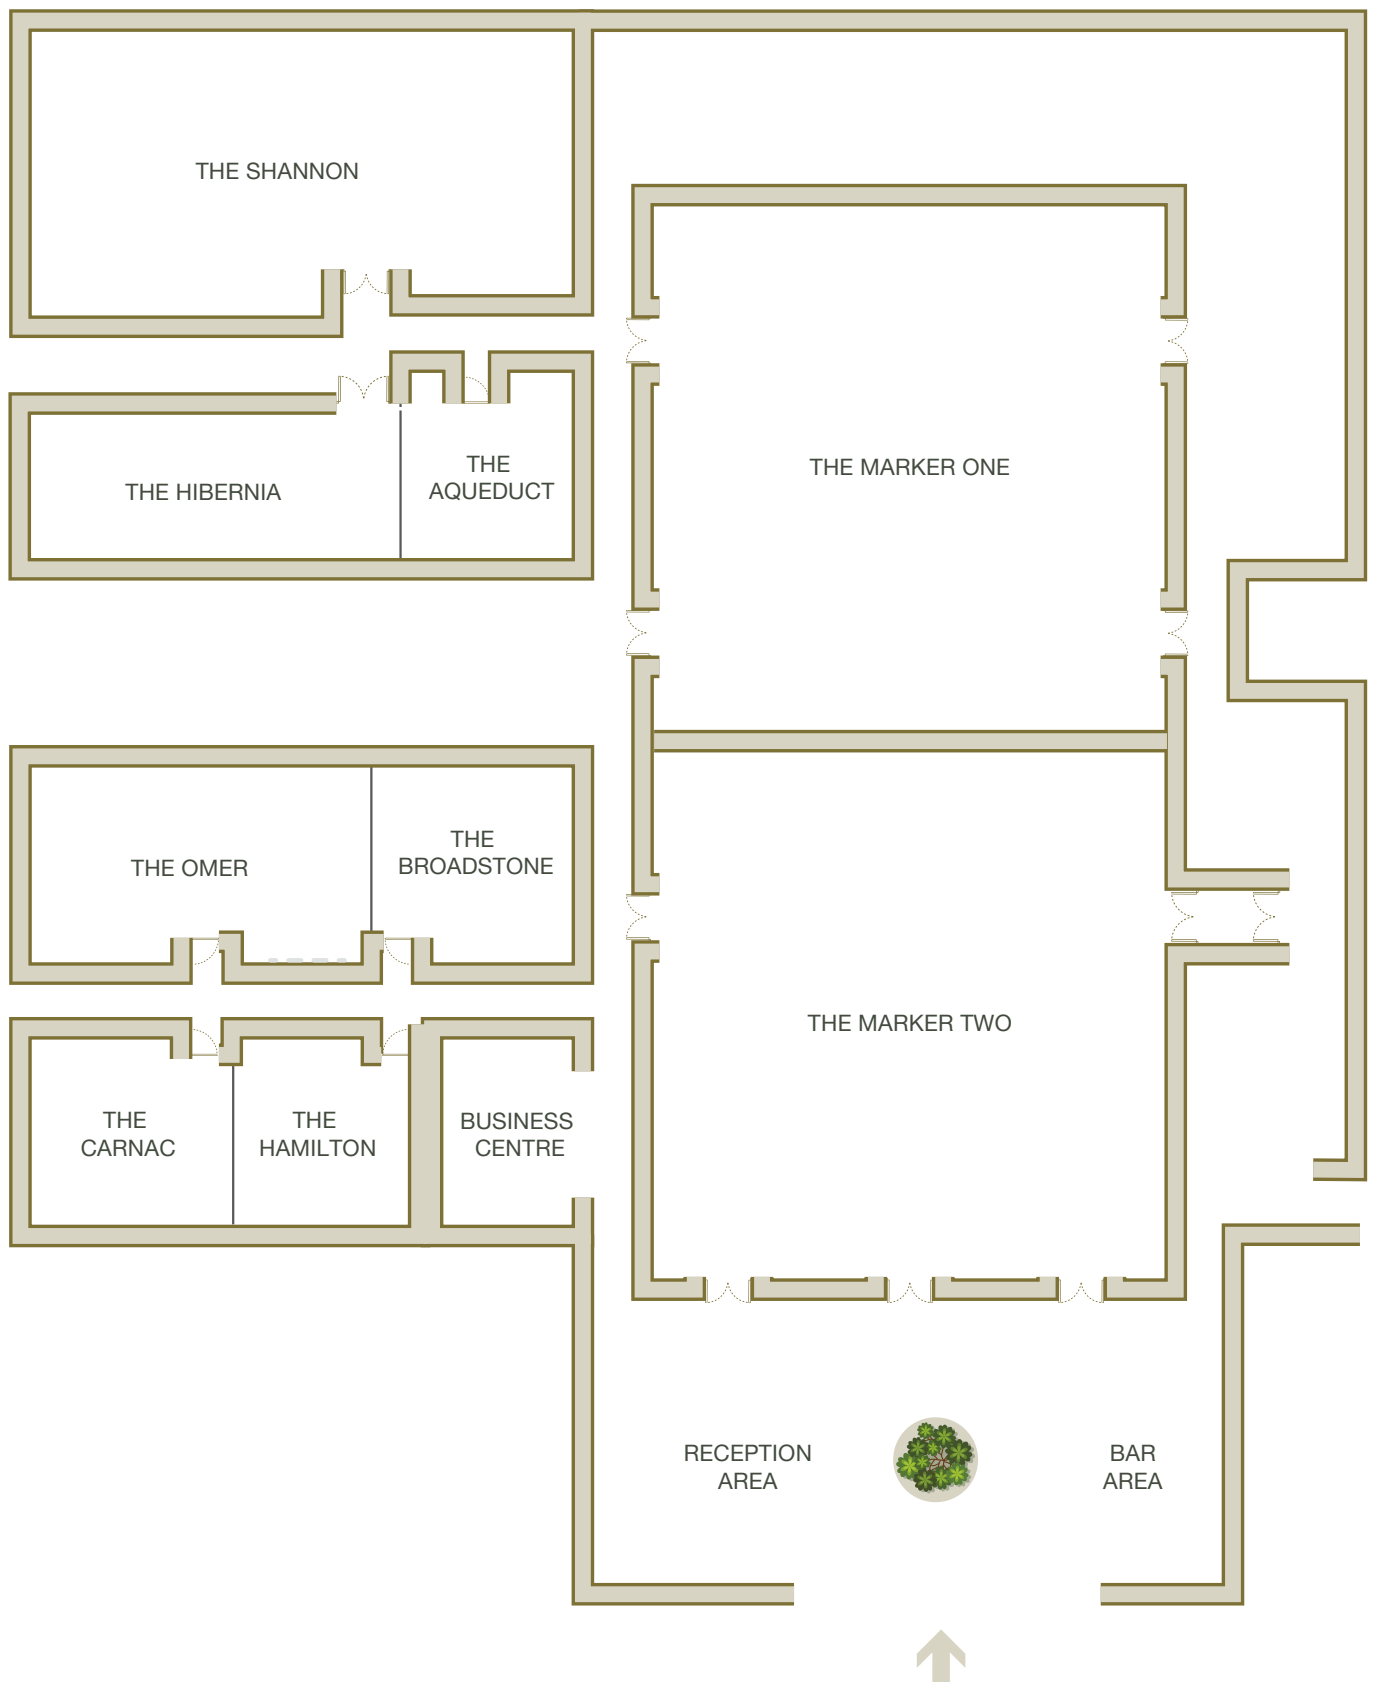 THE SHANNON
THE MARKER ONE
THE
AQUEDUCT
THE HIBERNIA
THE
BROADSTONE
THE OMER
THE MARKER TWO
THE
CARNAC
THE
HAMILTON
BUSINESS
CENTRE
RECEPTION
AREA
BAR
AREA